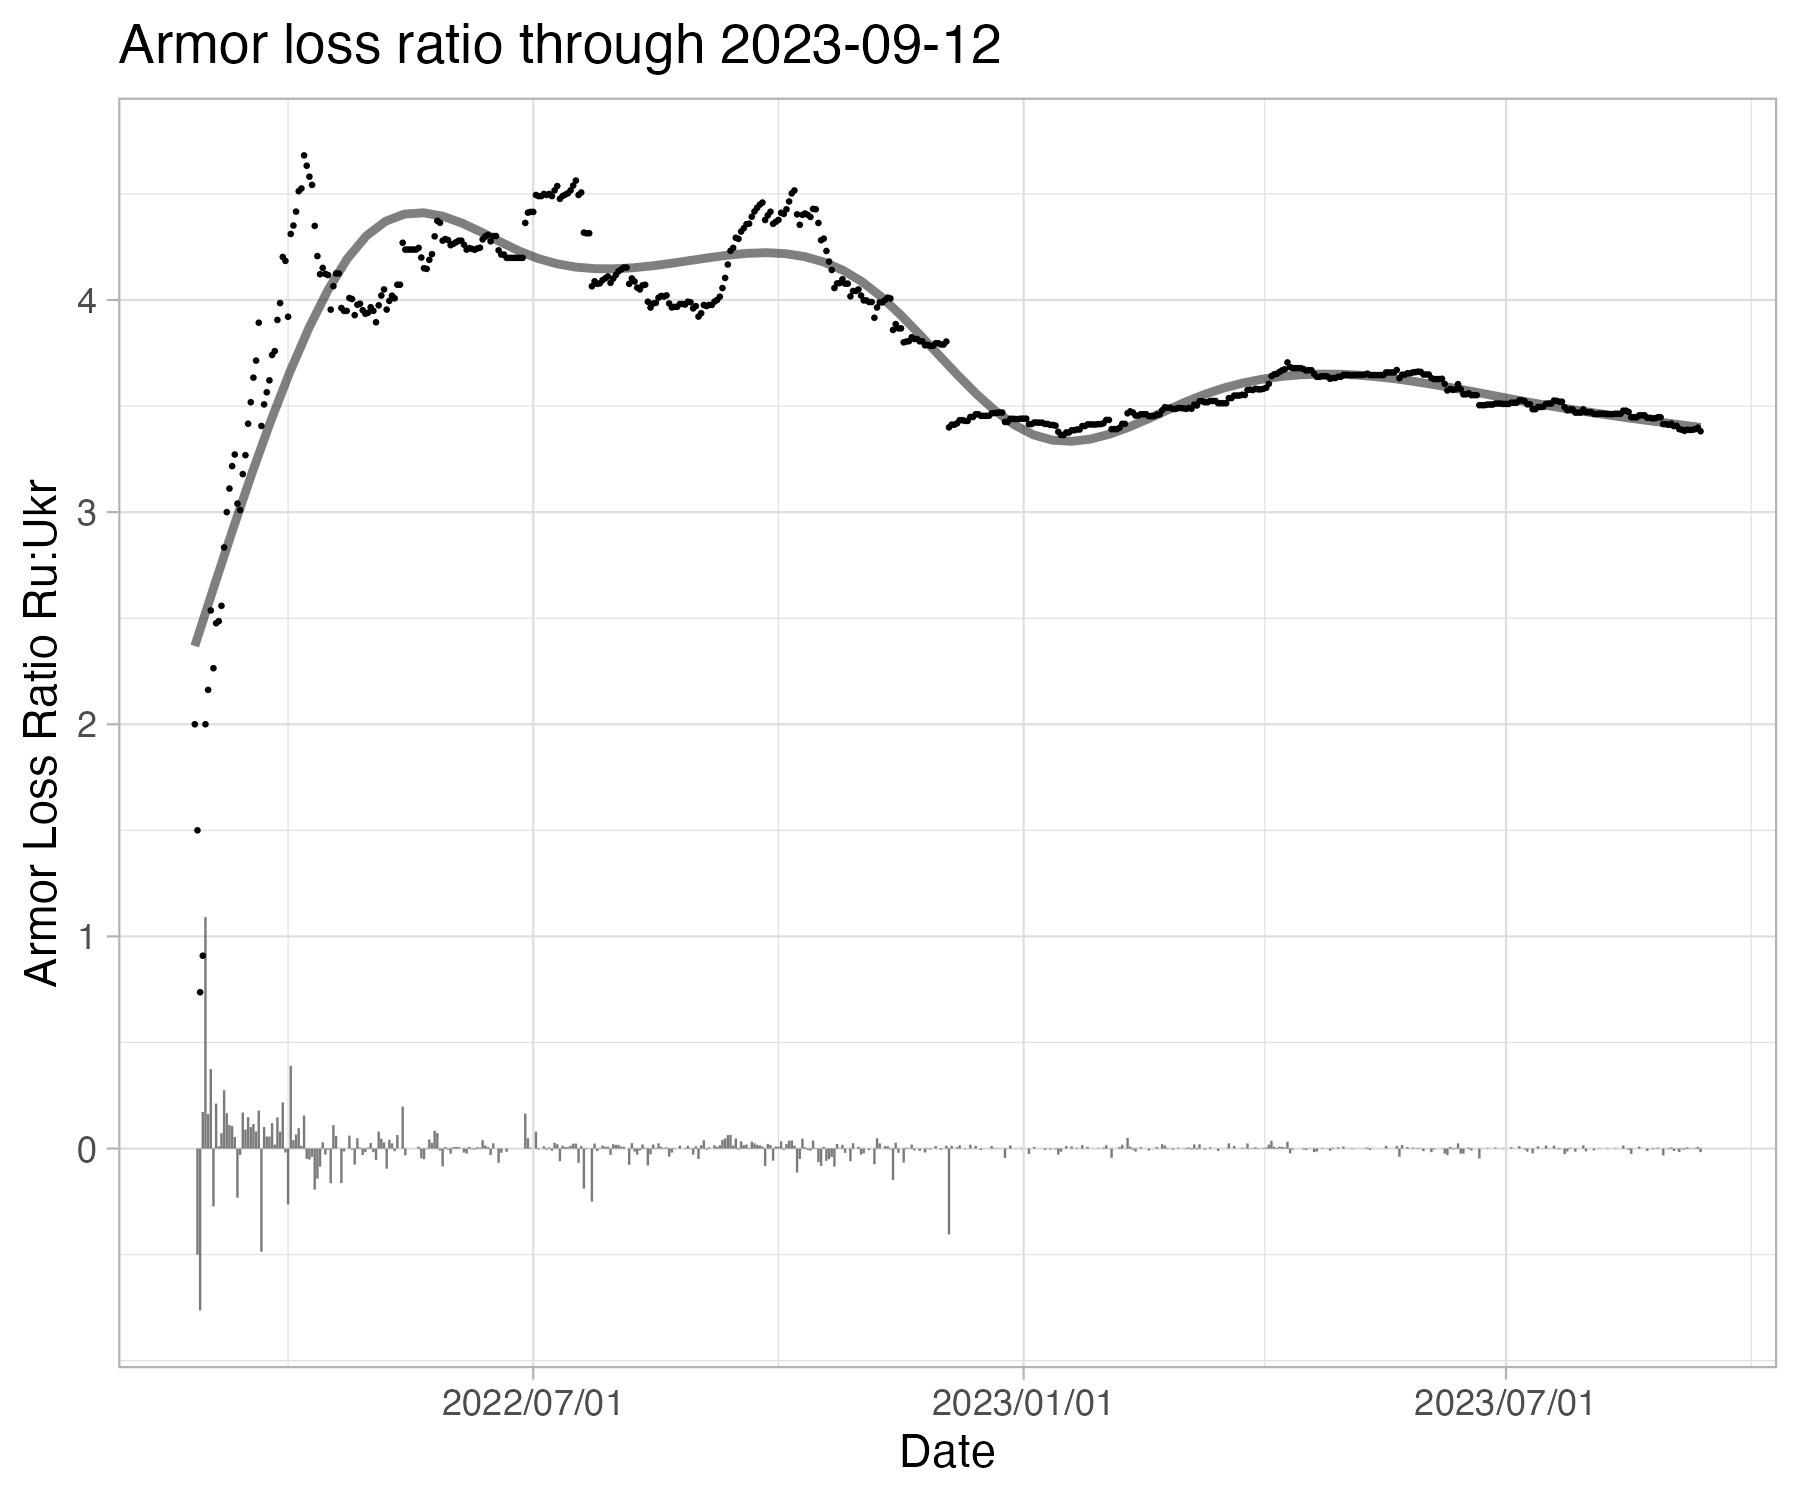 Armor loss ratio through 2023-09-12
Armor Loss Ratio Ru:Ukr
4
3
2
1
0
2022/07/01
2023/01/01
2023/07/01
Date